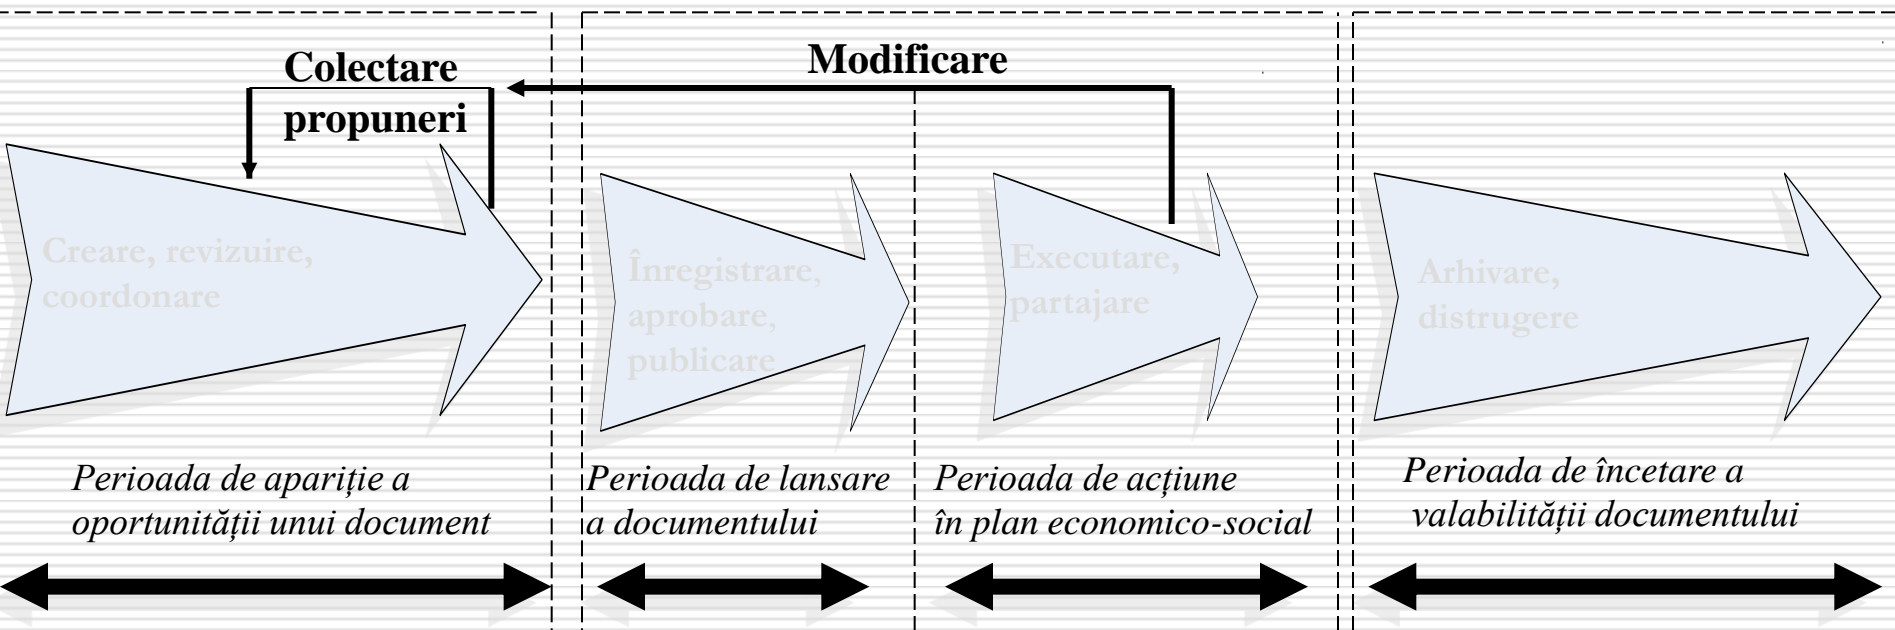 Colectare
propuneri
Modificare
Creare, revizuire,
coordonare
Înregistrare,
aprobare,
publicare
Executare,
partajare
Arhivare,
distrugere
Perioada de apariție a
oportunității unui document
Perioada de lansare
a documentului
Perioada de acțiune
în plan economico-social
Perioada de încetare a
valabilității documentului